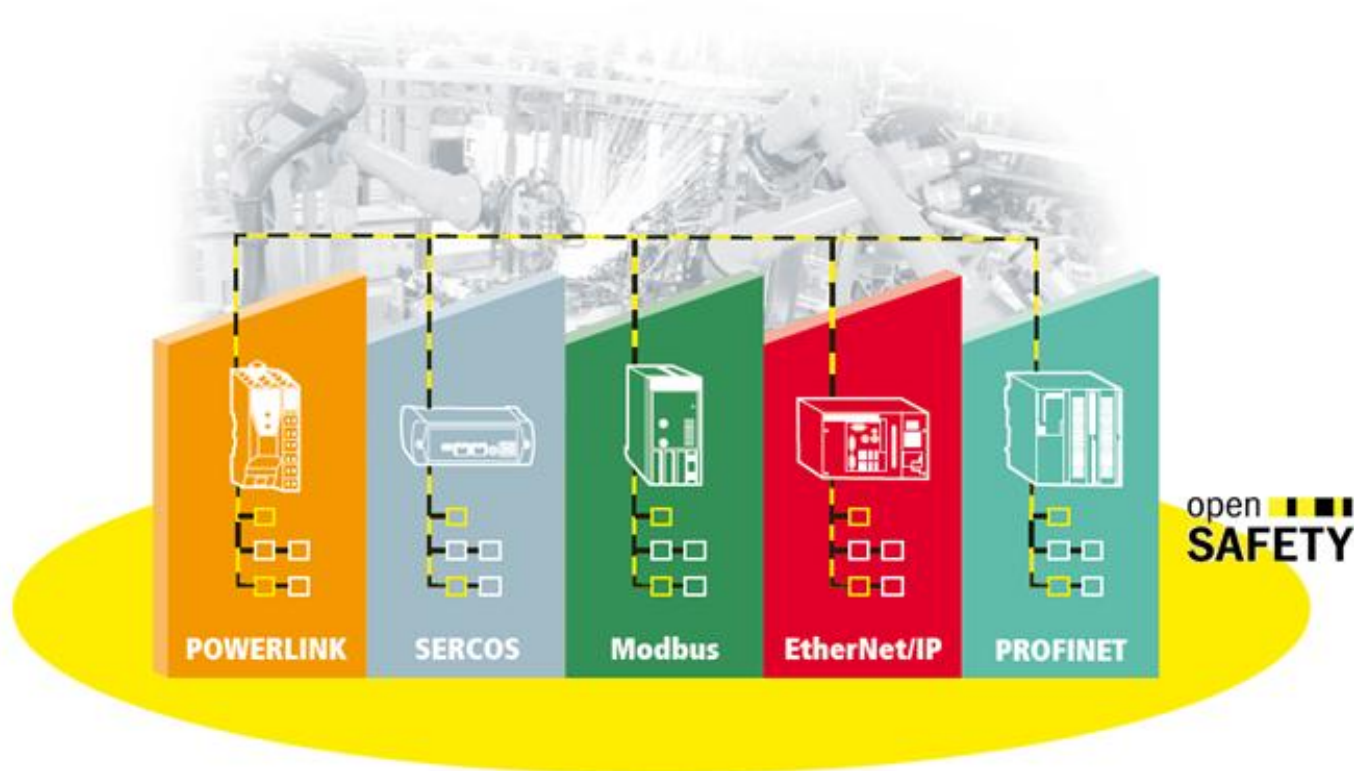 open
SAFETY
POWERLINK
SERCOS
Modbus
EtherNet/IP
PROFINET